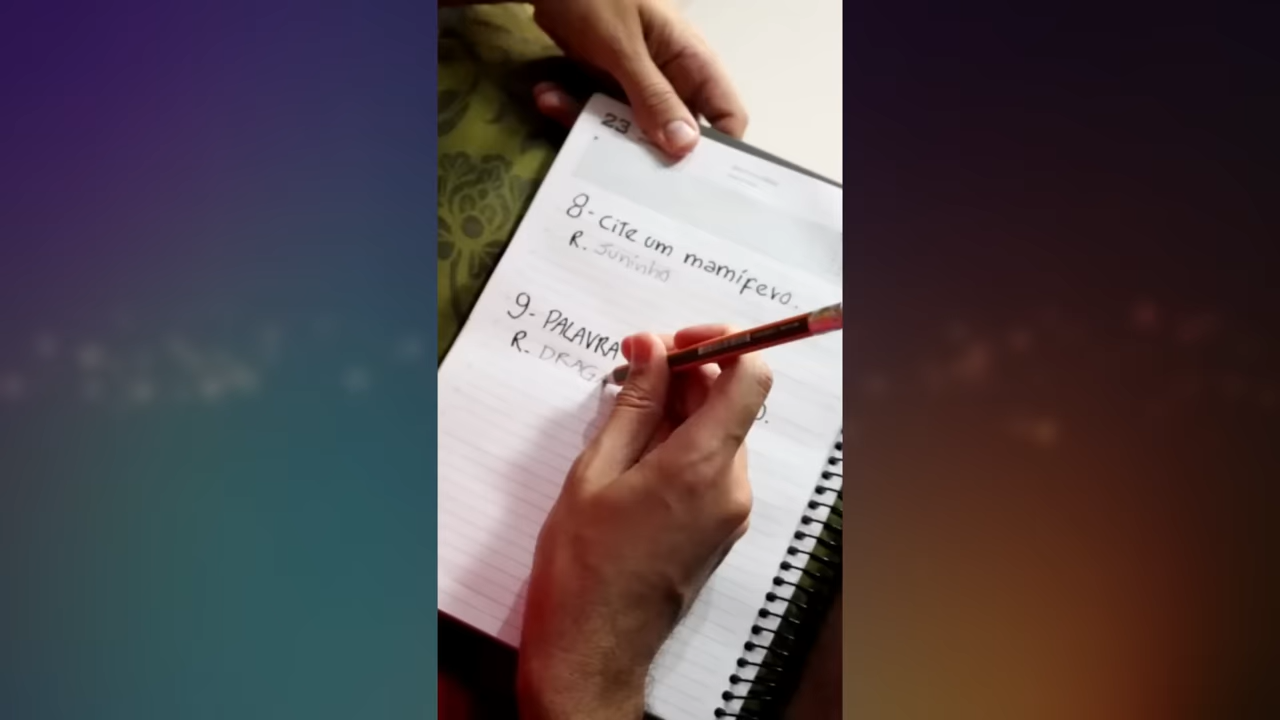 23
8- Cite um mamífero.
R. Juninho
9- PALAVRA
R. DRAG
O.